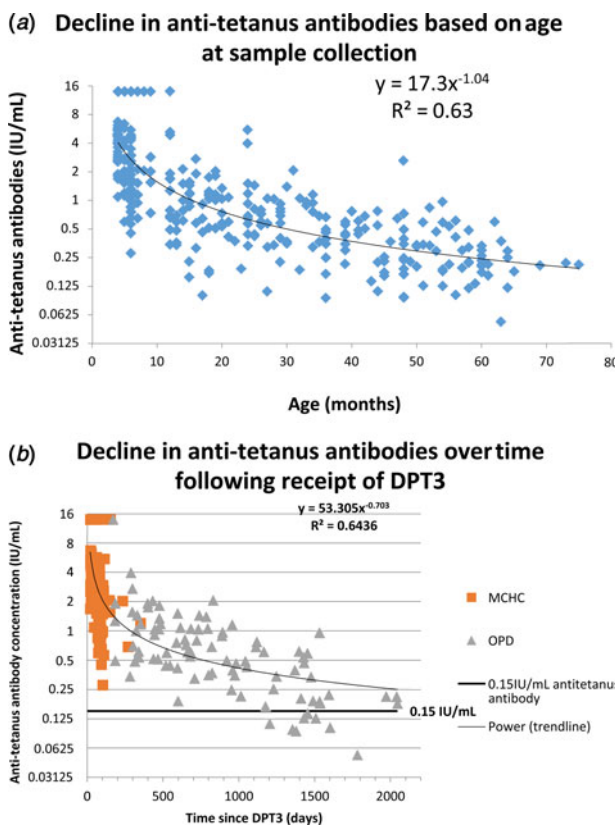 (a) Decline in anti-tetanus antibodies based on age
at sample collection
y = 17.3x^-1.04
R² = 0.63
Anti-tetanus antibodies (IU/mL)
16
8
4
2
1
0.5
0.25
0.125
0.0625
0.03125
0 10 20 30 40 50 60 70 80
Age (months)
(b) Decline in anti-tetanus antibodies over time
following receipt of DPT3
y = 53.305x^-0.703
R² = 0.6436
Anti-tetanus antibody concentration (IU/mL)
16
8
4
2
1
0.5
0.25
0.125
0.0625
0.03125
0 500 1000 1500 2000
Time since DPT3 (days)
0.15 IU/mL
MCHC
OPD
0.15IU/mL antitetanus
antibody
Power (trendline)